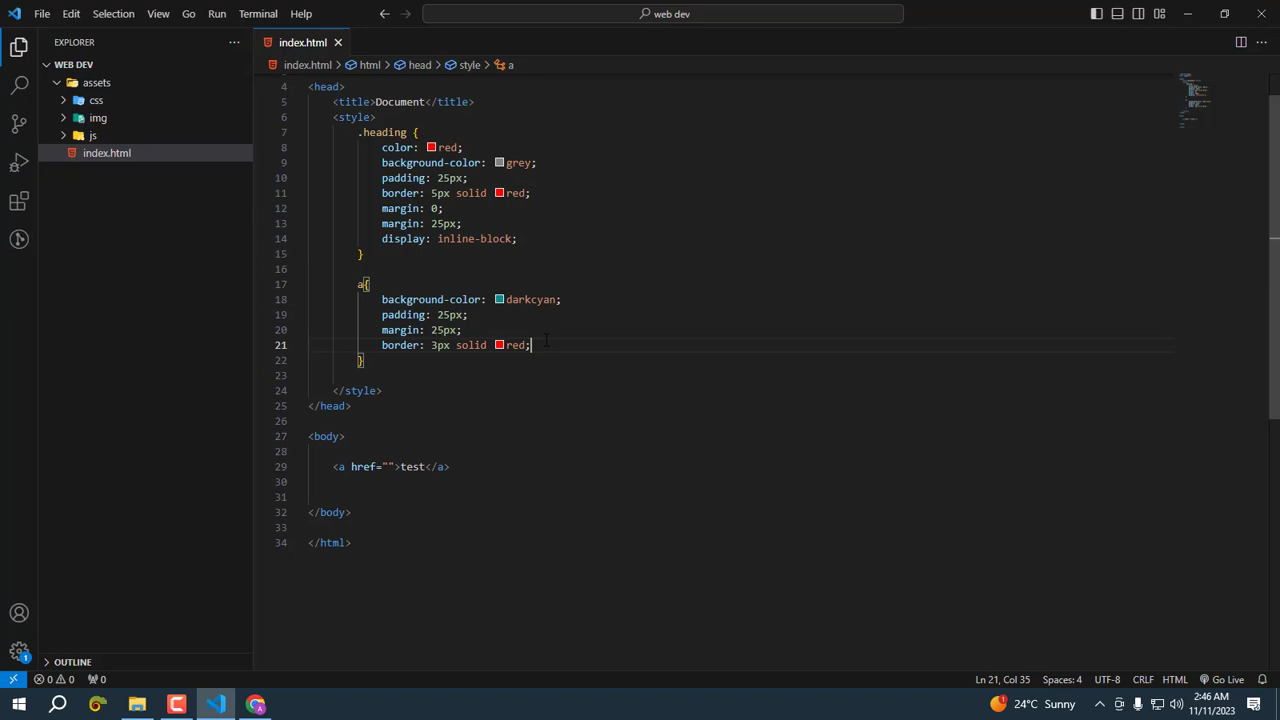 File Edit Selection View Go Run Terminal Help
web dev
EXPLORER
WEB DEV
assets
css
img
js
index.html
OUTLINE
index.html
index.html > html > head > style > a
4 <head>
5 <title>Document</title>
6 <style>
7 .heading {
8 color: red;
9 background-color: grey;
10 padding: 25px;
11 border: 5px solid red;
12 margin: 0;
13 margin: 25px;
14 display: inline-block;
15 }
16
17 a{
18 background-color: darkcyan;
19 padding: 25px;
20 margin: 25px;
21 border: 3px solid red;
22 }
23
24 </style>
25 </head>
26
27 <body>
28
29 <a href="">test</a>
30
31
32 </body>
33
34 </html>
0 0 0
Ln 21, Col 35 Spaces: 4 UTF-8 CRLF HTML Go Live
1
24°C Sunny
2:46 AM
11/11/2023